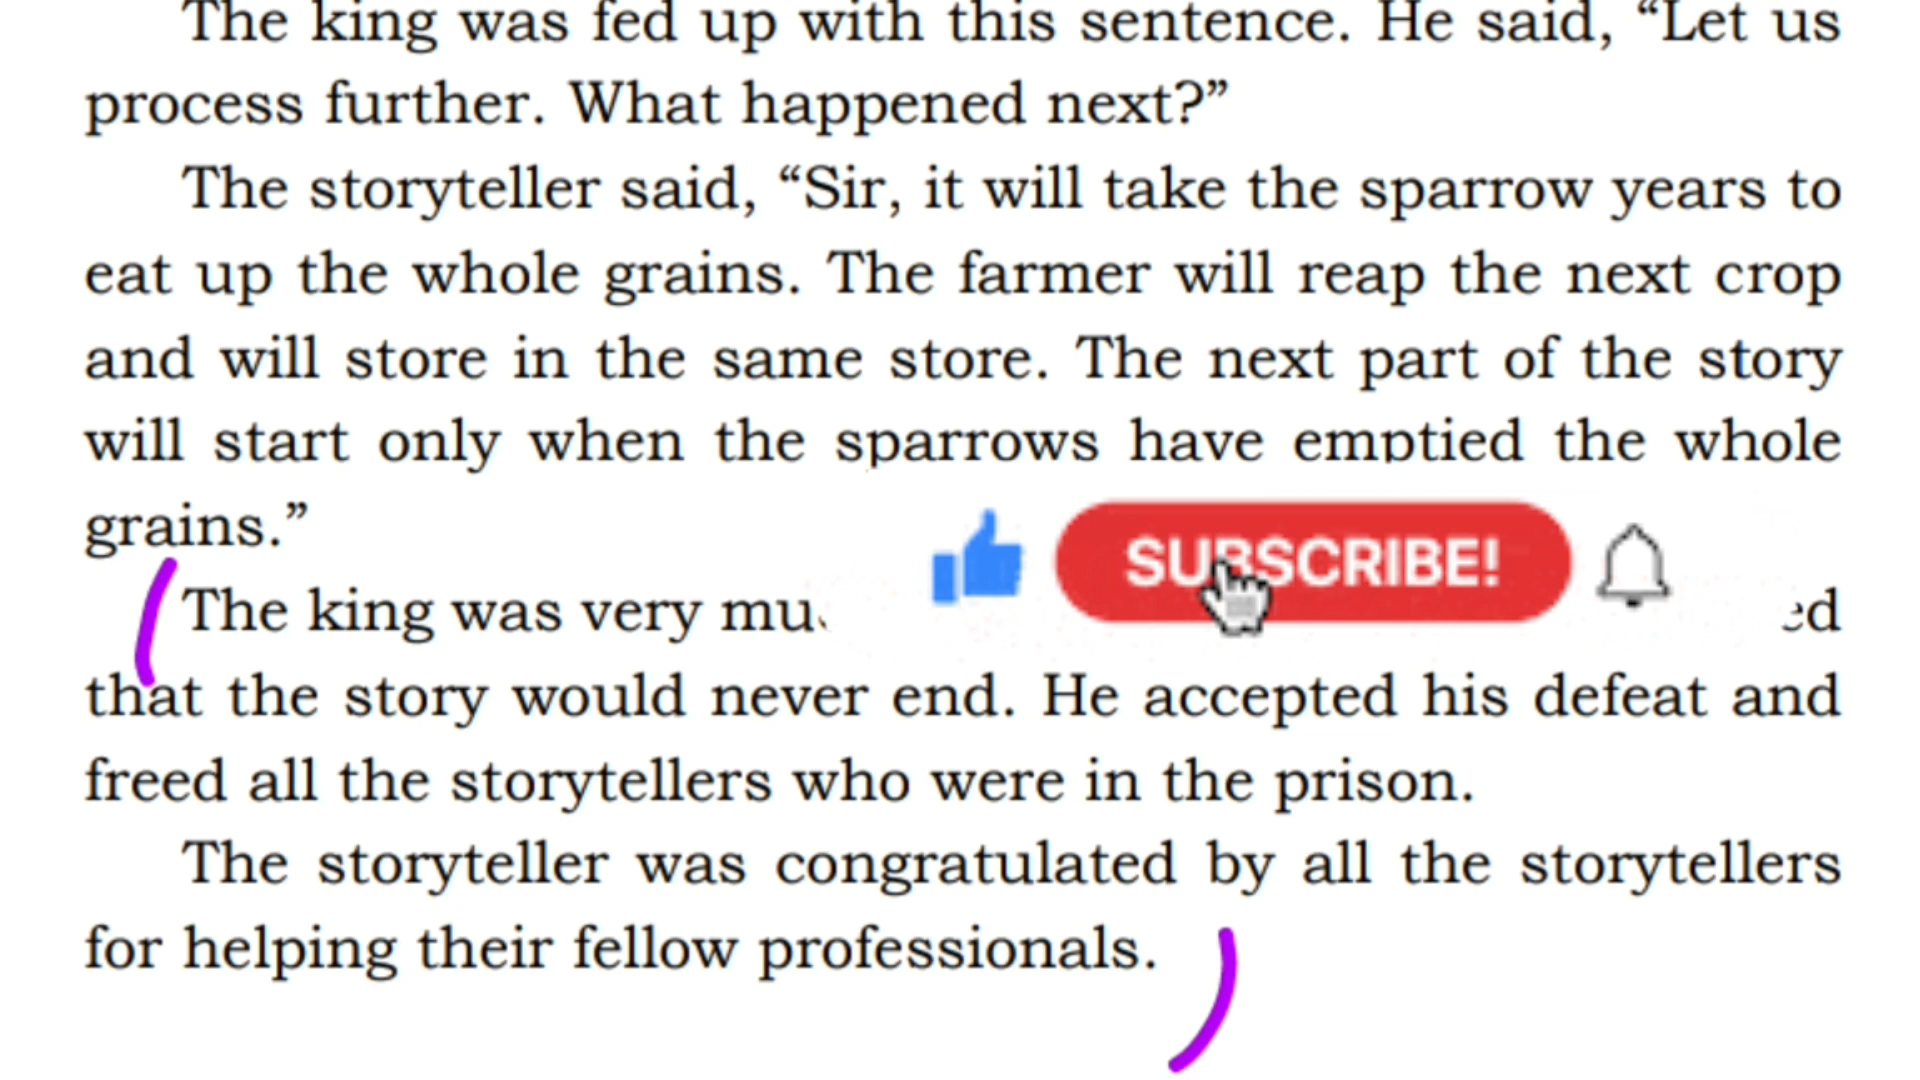 The king was fed up with this sentence. He said, “Let us
process further. What happened next?”
The storyteller said, “Sir, it will take the sparrow years to
eat up the whole grains. The farmer will reap the next crop
and will store in the same store. The next part of the story
will start only when the sparrows have emptied the whole
grains.”
SUBSCRIBE!
The king was very
that the story would never end. He accepted his defeat and
freed all the storytellers who were in the prison.
The storyteller was congratulated by all the storytellers
for helping their fellow professionals.